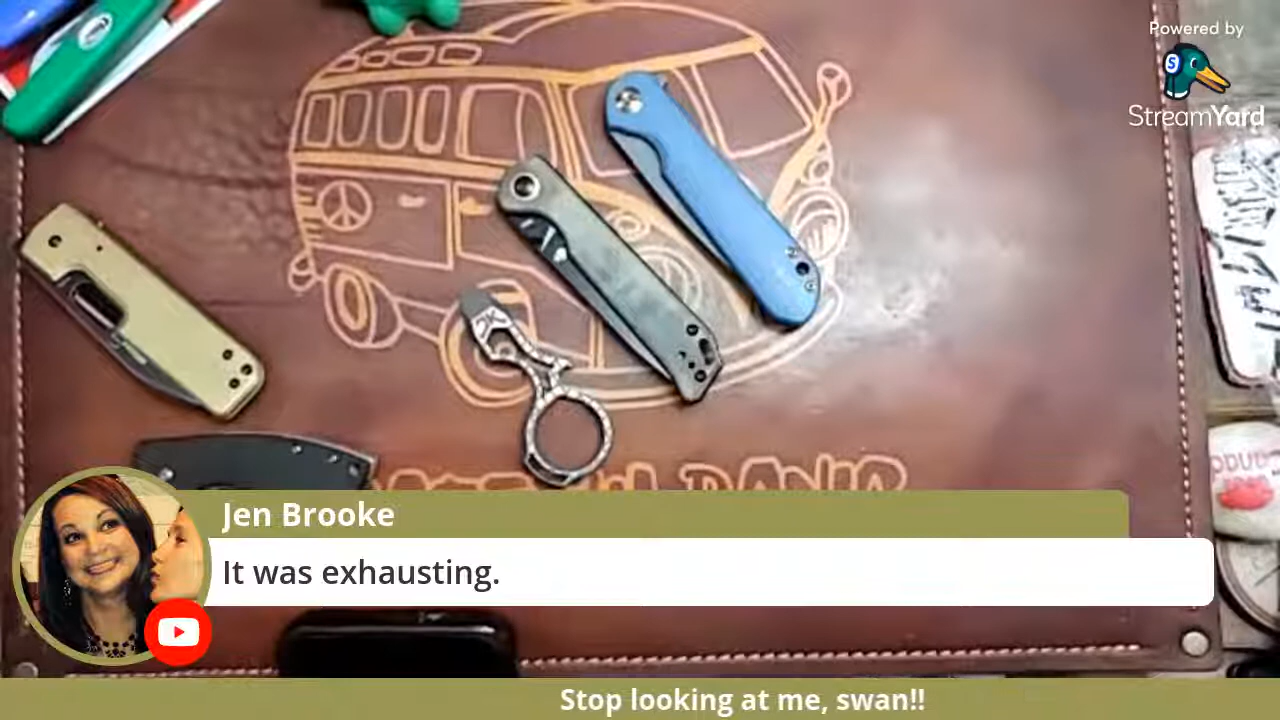 Powered by
StreamYard
Jen Brooke
It was exhausting.
Stop looking at me, swan!!